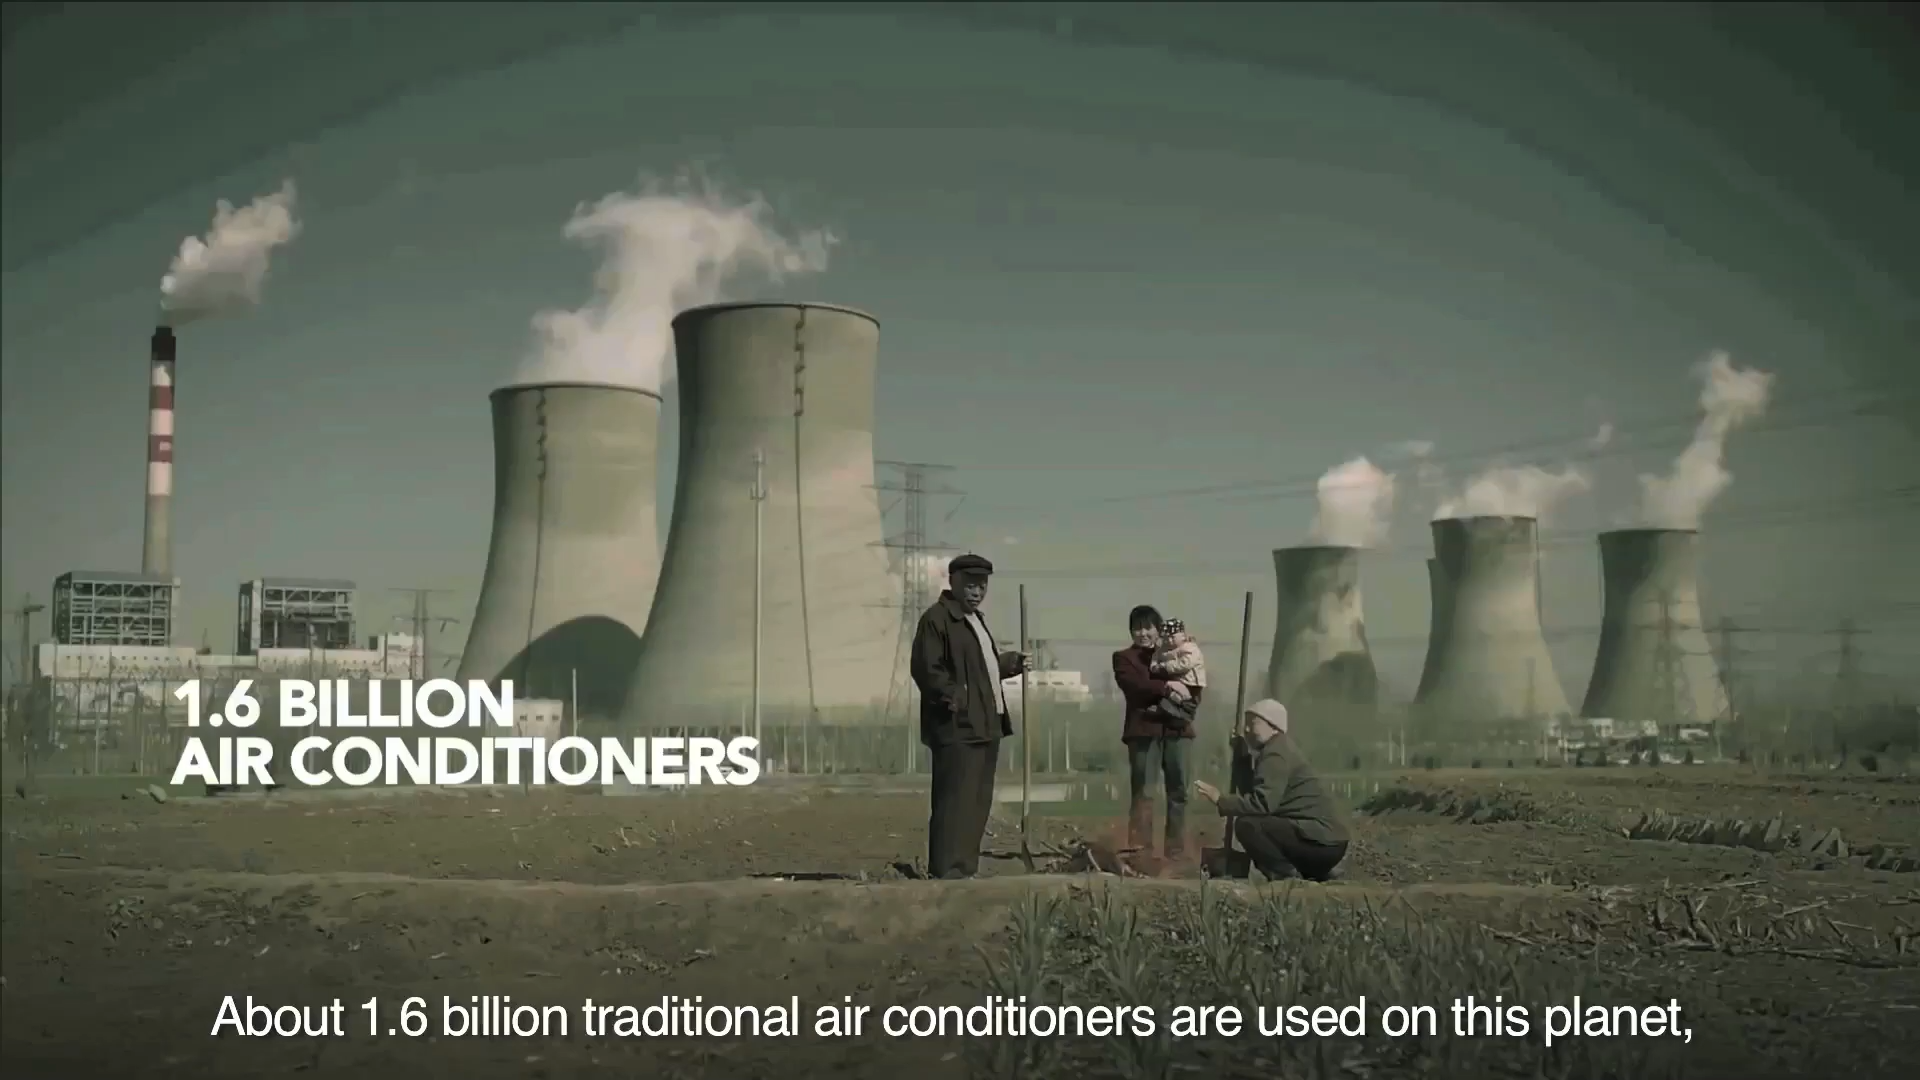 1.6 BILLION
AIR CONDITIONERS
About 1.6 billion traditional air conditioners are used on this planet,